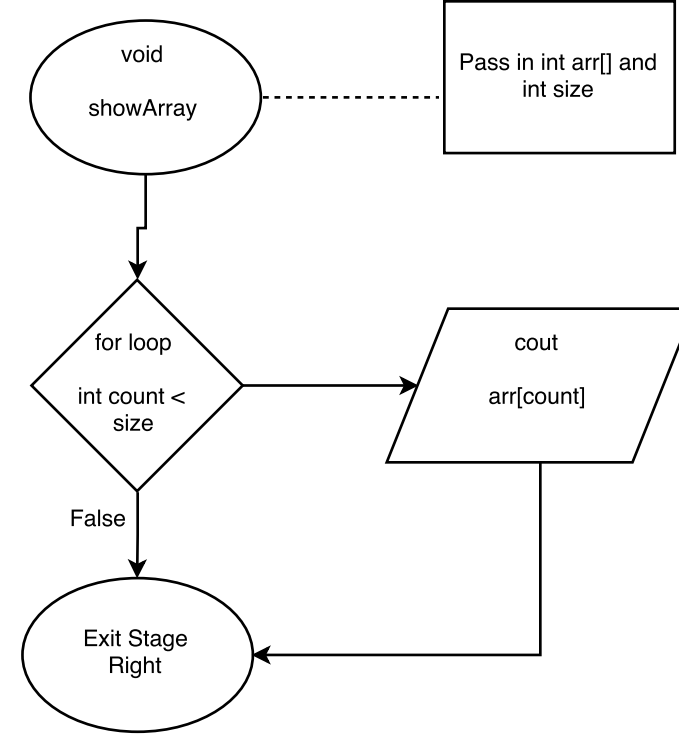 void
showArray
Pass in int arr[] and
int size
for loop
int count <
size
cout
arr[count]
False
Exit Stage
Right